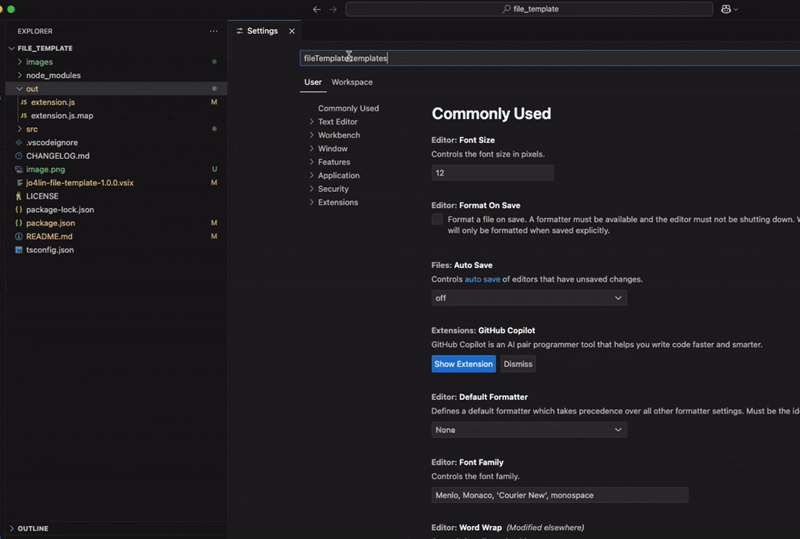 file_template
EXPLORER
FILE_TEMPLATE
images
node_modules
out
extension.js M
extension.js.map
src
.vscodeignore
CHANGELOG.md
image.png U
jo4lin-file-template-1.0.0.vsix M
LICENSE
package-lock.json
package.json M
README.md M
tsconfig.json
OUTLINE
Settings
fileTemplate.templates
User Workspace
Commonly Used
Text Editor
Workbench
Window
Features
Application
Security
Extensions
Commonly Used
Editor: Font Size
Controls the font size in pixels.
12
Editor: Format On Save
Format a file on save. A formatter must be available and the editor must not be shutting down. W
will only be formatted when saved explicitly.
Files: Auto Save
Controls auto save of editors that have unsaved changes.
off
Extensions: GitHub Copilot
GitHub Copilot is an AI pair programmer tool that helps you write code faster and smarter.
Show Extension Dismiss
Editor: Default Formatter
Defines a default formatter which takes precedence over all other formatter settings. Must be the ide
None
Editor: Font Family
Controls the font family.
Menlo, Monaco, 'Courier New', monospace
Editor: Word Wrap (Modified elsewhere)